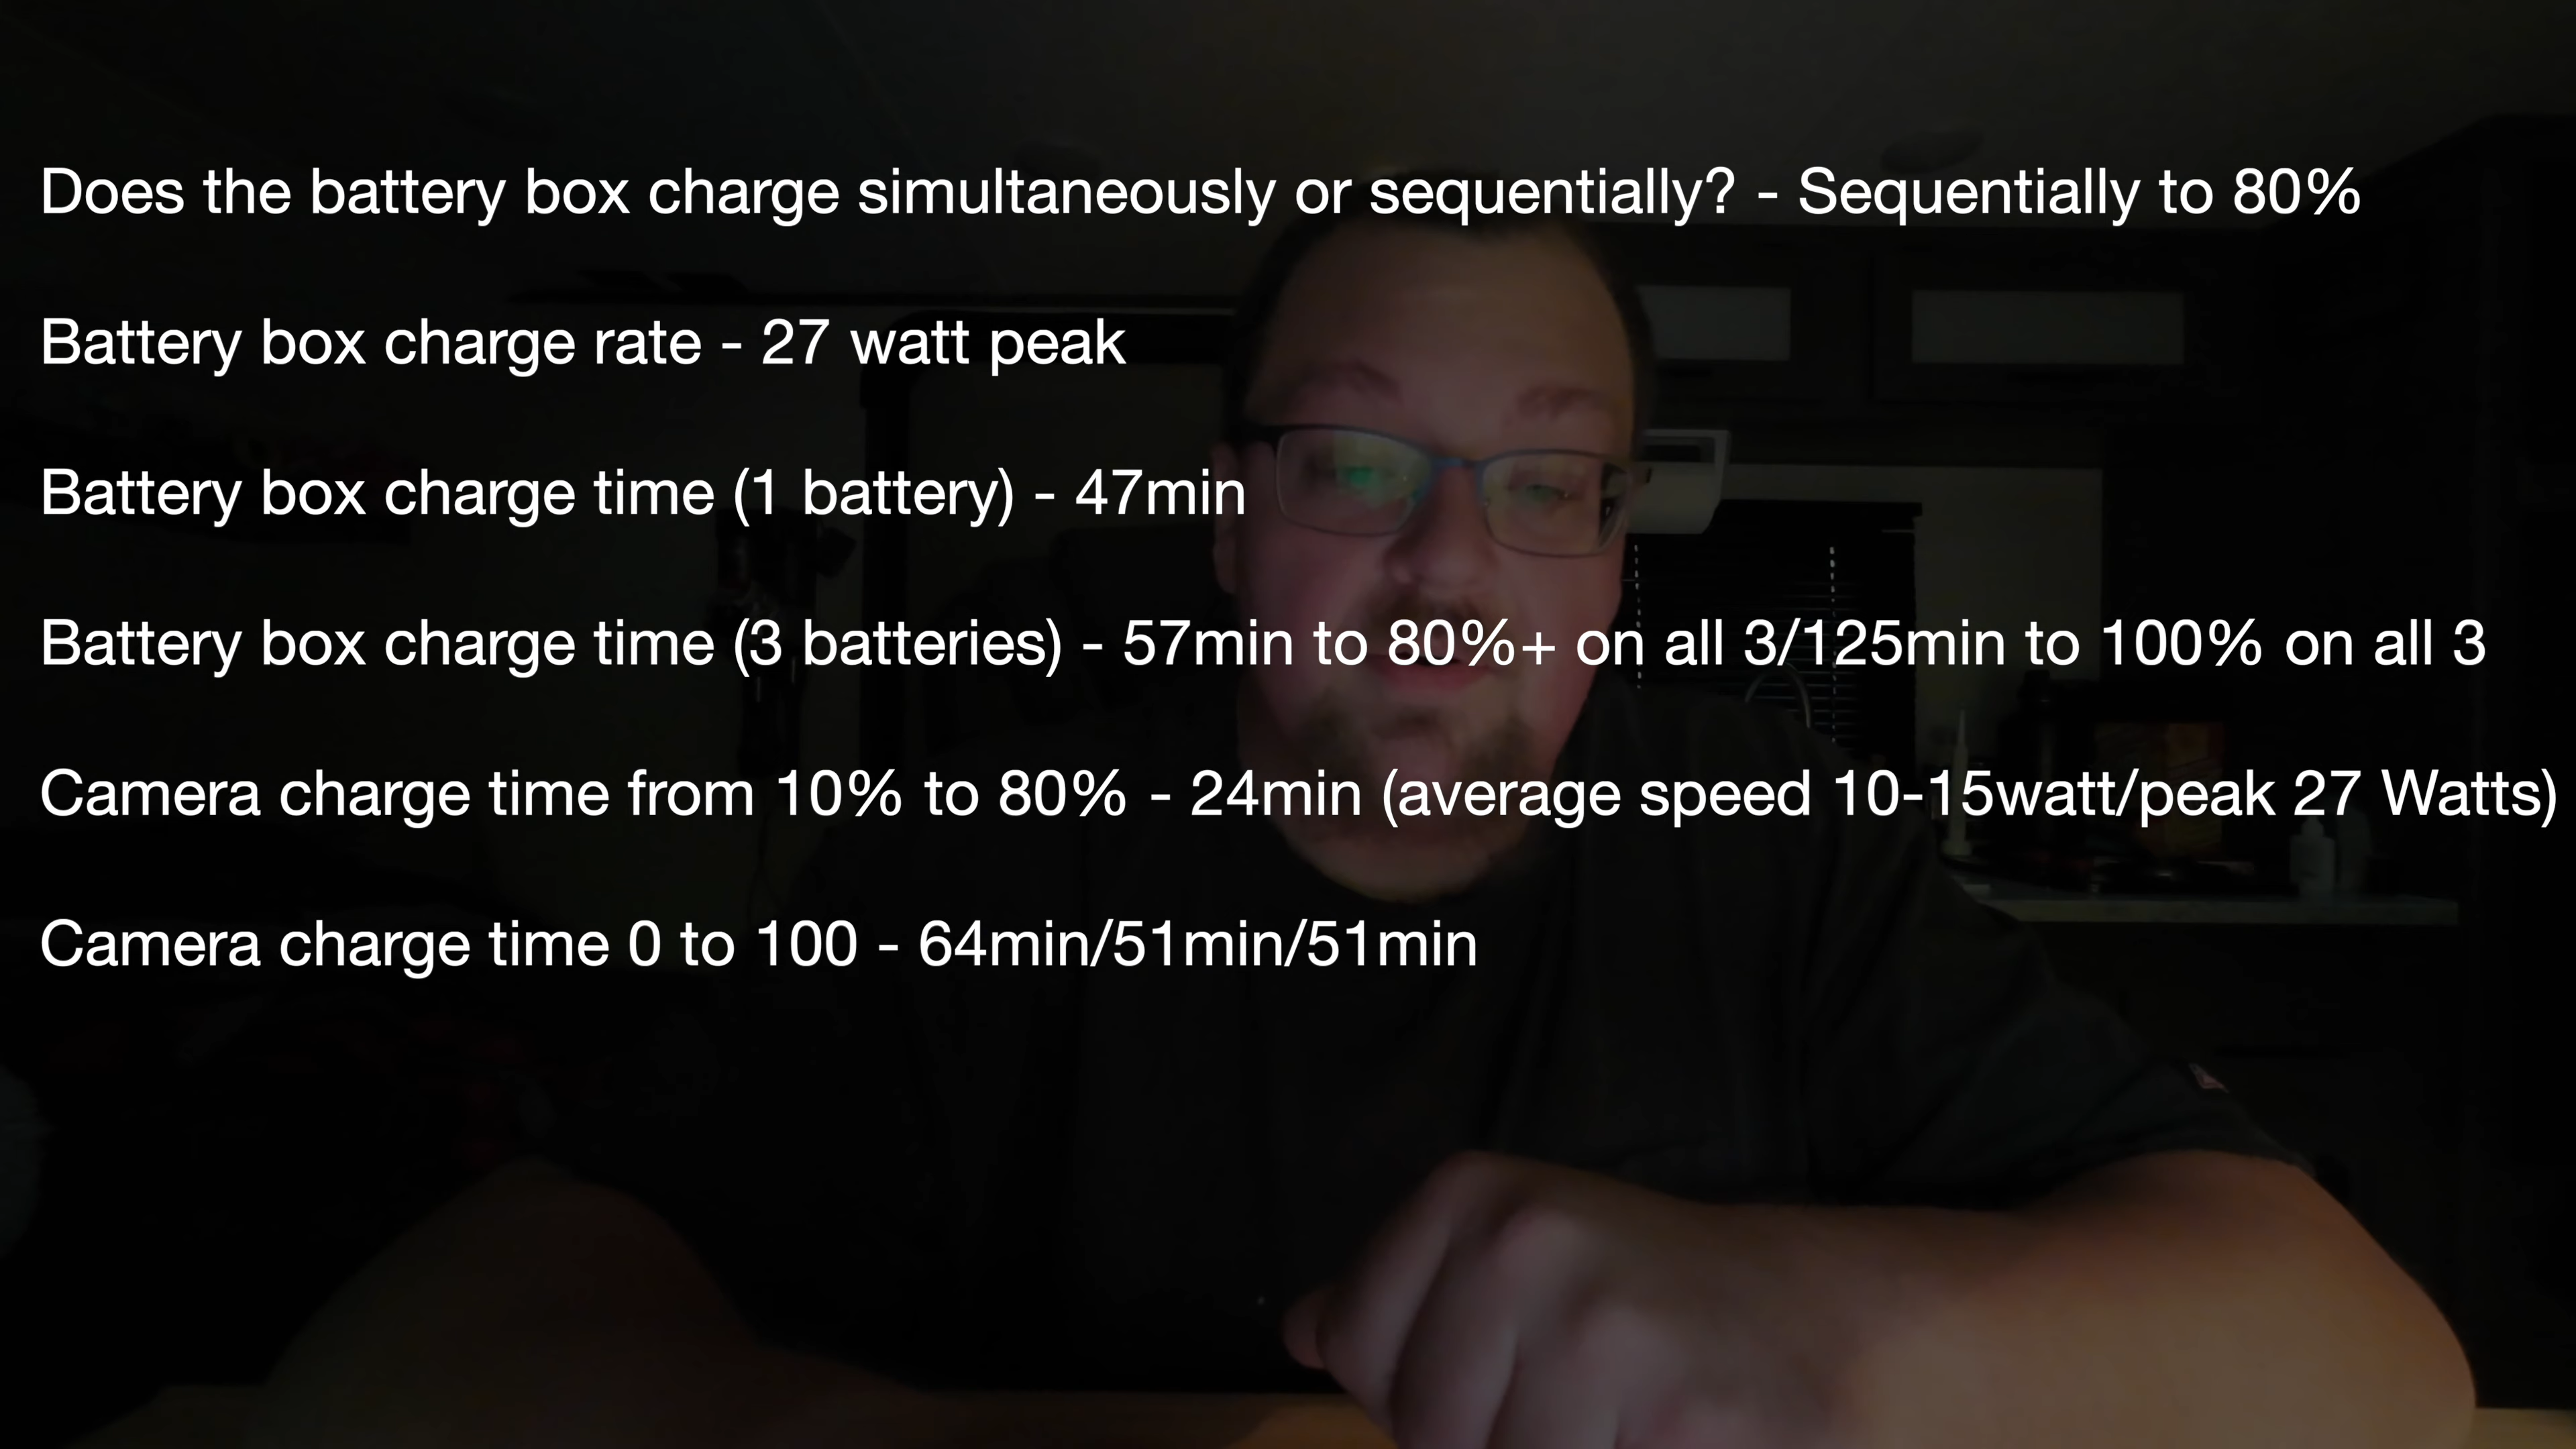 Does the battery box charge simultaneously or sequentially? - Sequentially to 80%
Battery box charge rate - 27 watt peak
Battery box charge time (1 battery) - 47min
Battery box charge time (3 batteries) - 57min to 80%+ on all 3/125min to 100% on all 3
Camera charge time from 10% to 80% - 24min (average speed 10-15watt/peak 27 Watts)
Camera charge time 0 to 100 - 64min/51min/51min